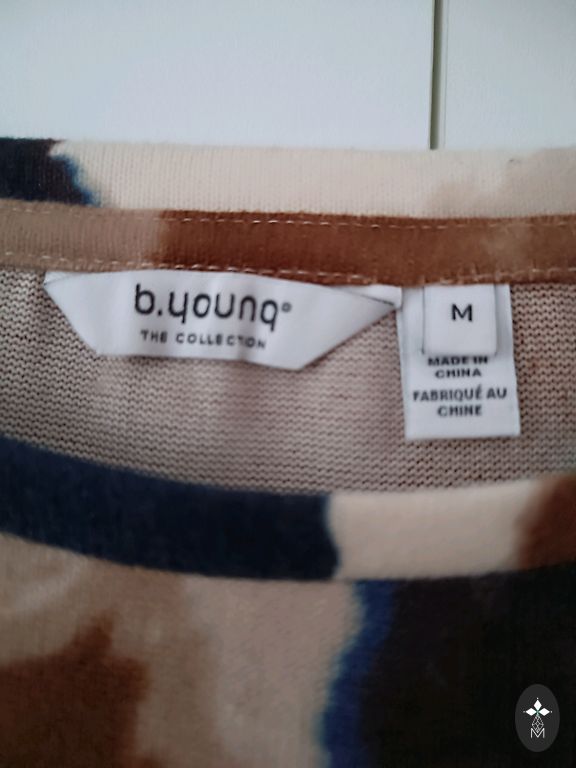 b.young®
THE COLLECTION
M
MADE IN
CHINA
FABRIQUÉ AU
CHINE
M